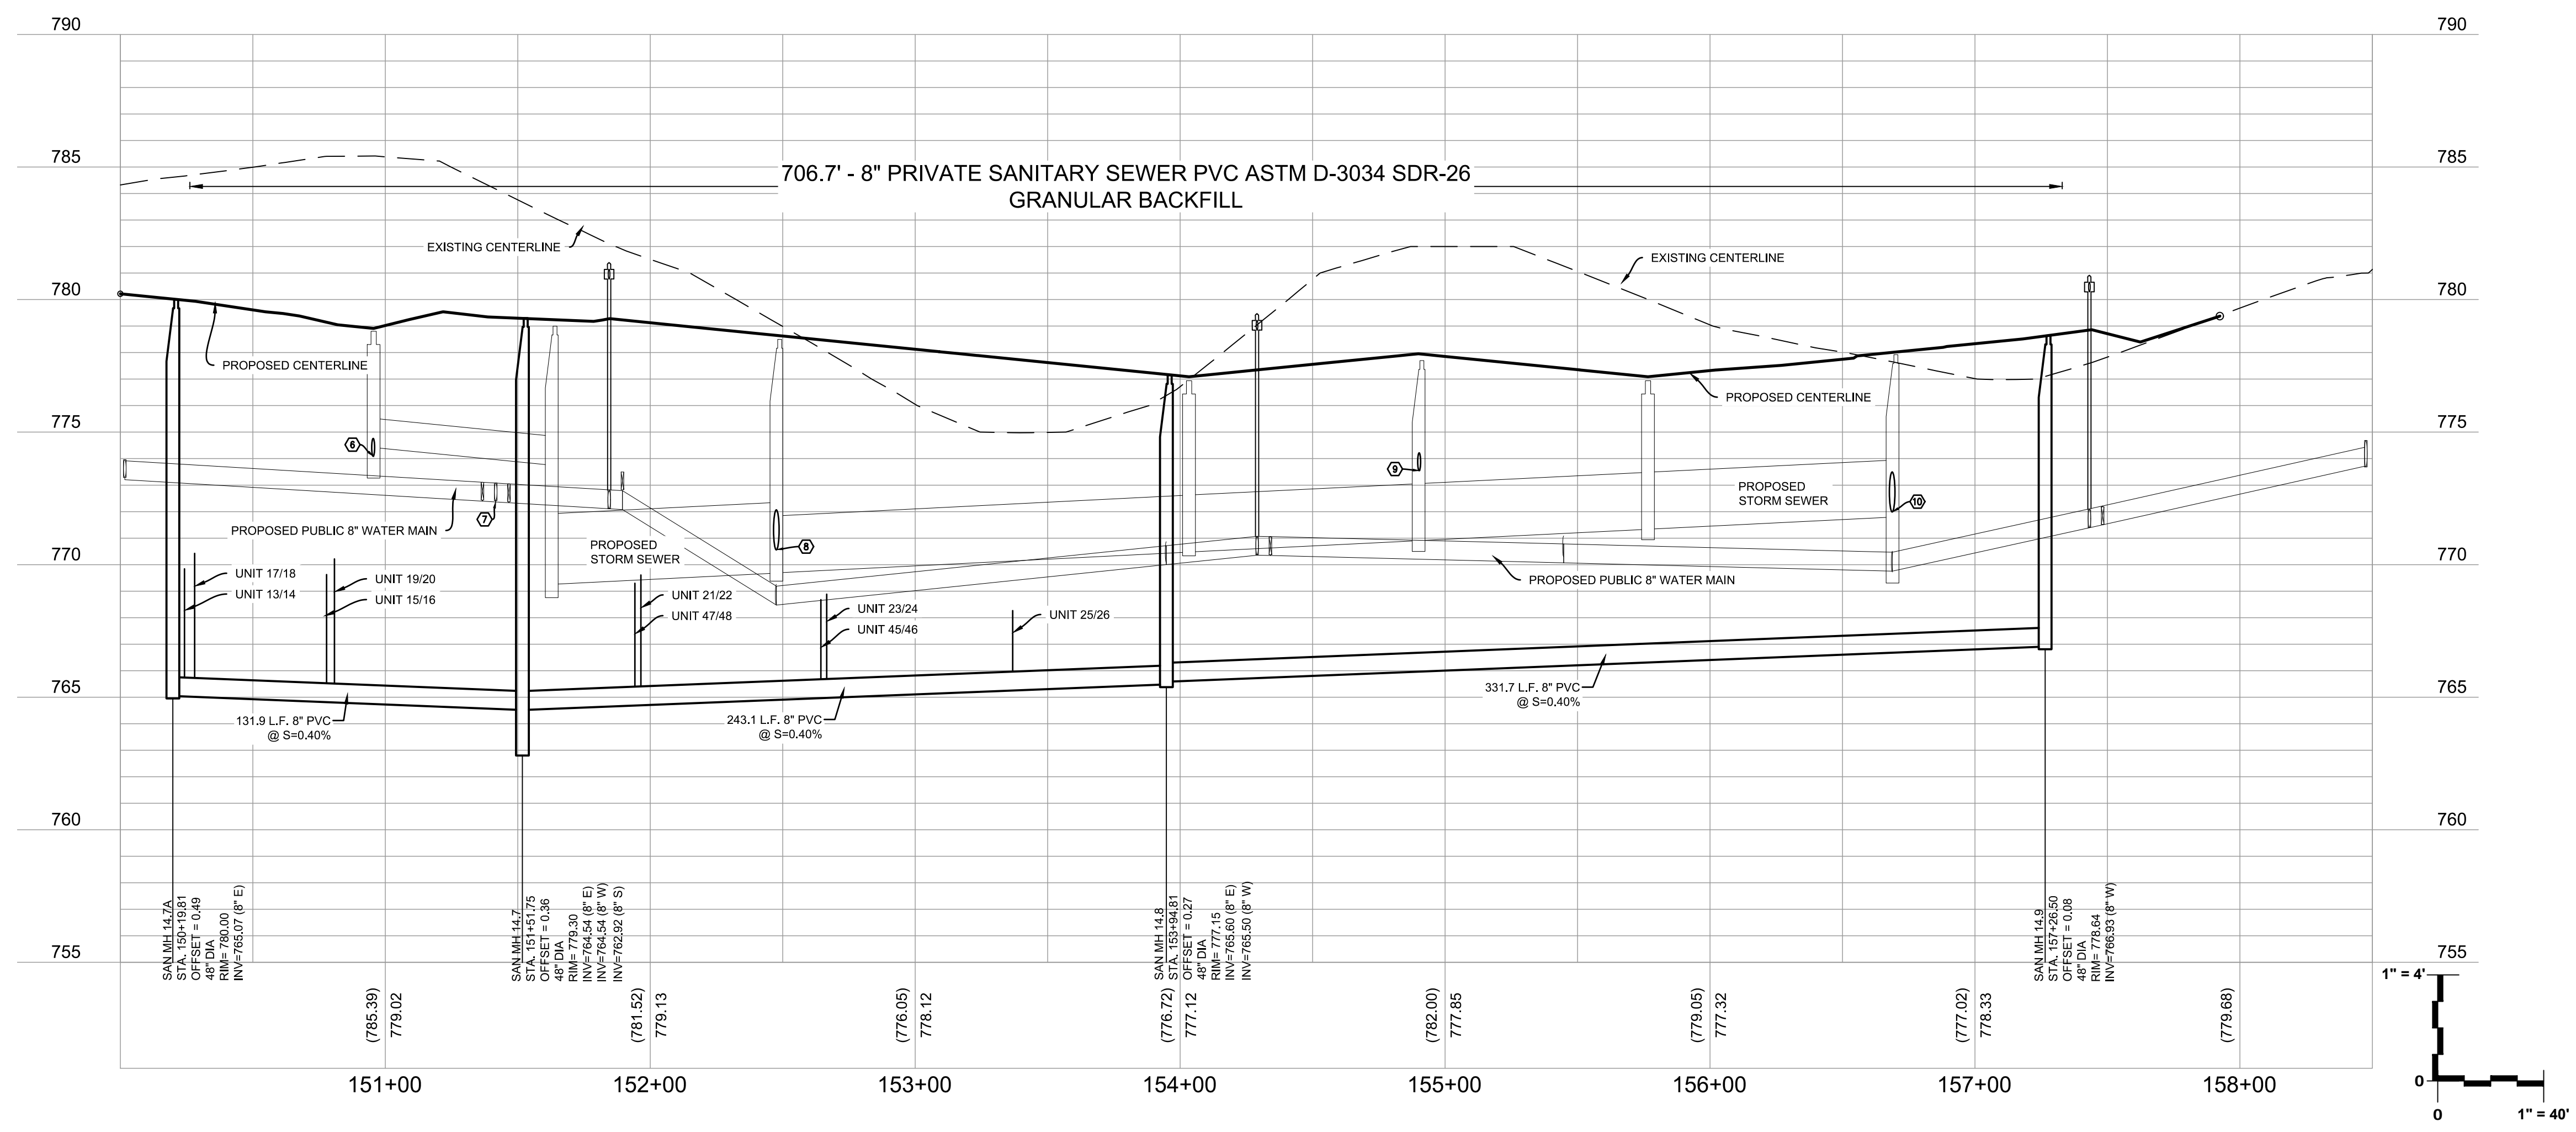 790
790
785
785
706.7' - 8" PRIVATE SANITARY SEWER PVC ASTM D-3034 SDR-26
GRANULAR BACKFILL
EXISTING CENTERLINE
EXISTING CENTERLINE
780
780
PROPOSED CENTERLINE
PROPOSED CENTERLINE
775
775
6
9
7
8
10
PROPOSED PUBLIC 8" WATER MAIN
PROPOSED
STORM SEWER
PROPOSED
STORM SEWER
PROPOSED PUBLIC 8" WATER MAIN
770
770
UNIT 17/18
UNIT 13/14
UNIT 19/20
UNIT 15/16
UNIT 21/22
UNIT 47/48
UNIT 23/24
UNIT 45/46
UNIT 25/26
765
765
131.9 L.F. 8" PVC
@ S=0.40%
243.1 L.F. 8" PVC
@ S=0.40%
331.7 L.F. 8" PVC
@ S=0.40%
760
760
755
755
SAN MH 14.7A
STA. 150+19.81
OFFSET = 0.49
48" DIA
RIM= 780.00
INV=765.07 (8" E)
SAN MH 14.7
STA. 151+51.75
OFFSET = 0.36
48" DIA
RIM= 779.30
INV=764.54 (8" E)
INV=764.54 (8" W)
INV=762.92 (8" S)
SAN MH 14.8
STA. 153+94.81
OFFSET = 0.27
48" DIA
RIM= 777.15
INV=765.60 (8" E)
INV=765.50 (8" W)
SAN MH 14.9
STA. 157+26.50
OFFSET = 0.08
48" DIA
RIM= 778.64
INV=766.93 (8" W)
(785.39)
779.02
(781.52)
779.13
(776.05)
778.12
(776.72)
777.12
(782.00)
777.85
(779.05)
777.32
(777.02)
778.33
(779.68)
151+00
152+00
153+00
154+00
155+00
156+00
157+00
158+00
1" = 4'
0
0
1" = 40'